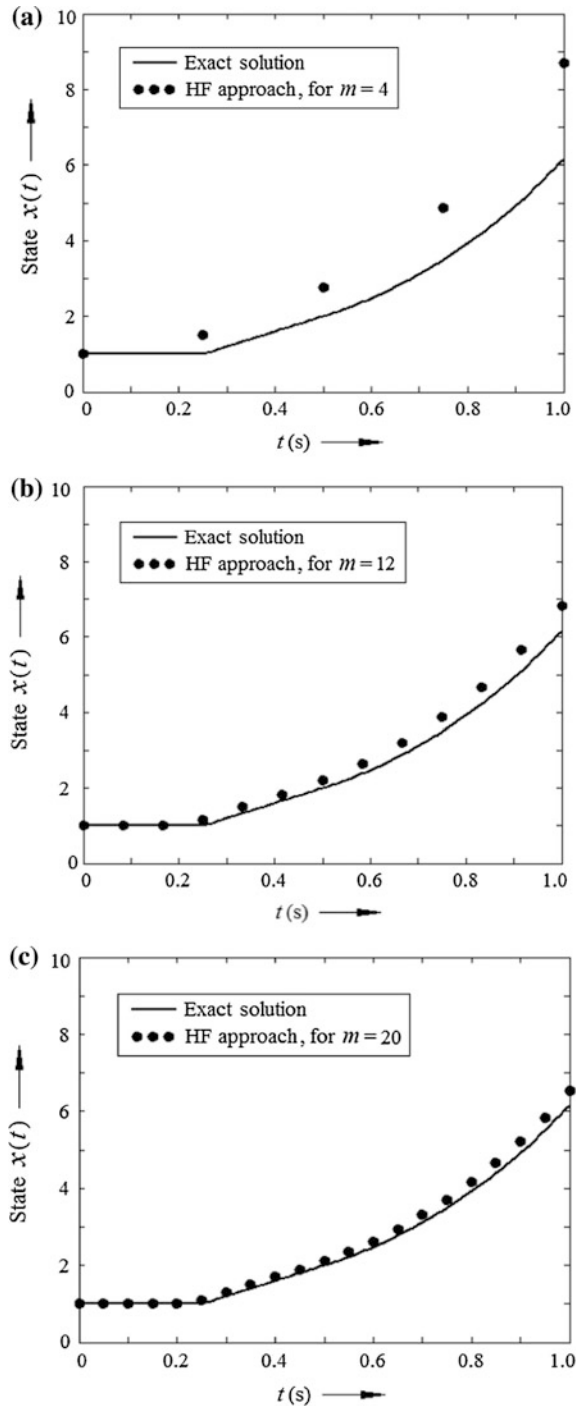 (a)
10
8
6
4
2
0
State x(t)
Exact solution
HF approach, for m = 4
0 0.2 0.4 0.6 0.8 1.0
t (s)
(b)
10
8
6
4
2
0
State x(t)
Exact solution
HF approach, for m = 12
0 0.2 0.4 0.6 0.8 1.0
t (s)
(c)
10
8
6
4
2
0
State x(t)
Exact solution
HF approach, for m = 20
0 0.2 0.4 0.6 0.8 1.0
t (s)